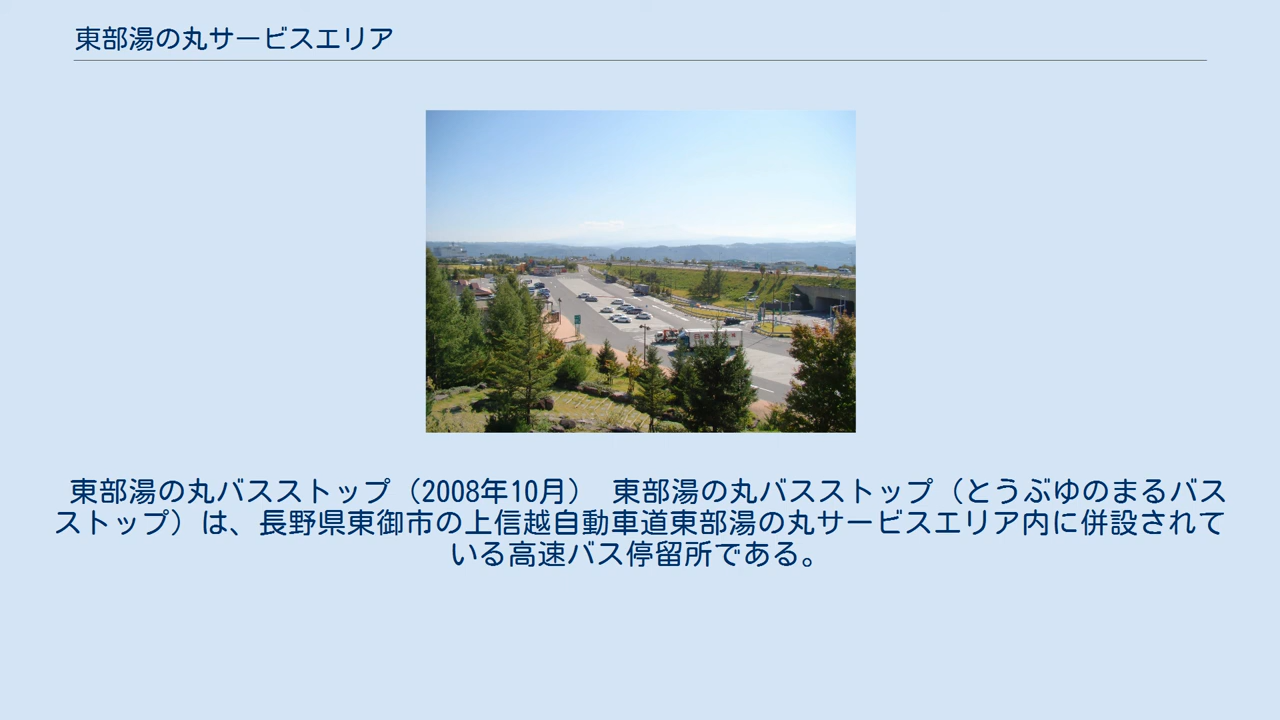 東部湯の丸サービスエリア
東部湯の丸バスストップ（2008年10月） 東部湯の丸バスストップ（とうぶゆのまるバス
ストップ）は、長野県東御市の上信越自動車道東部湯の丸サービスエリア内に併設されて
いる高速バス停留所である。